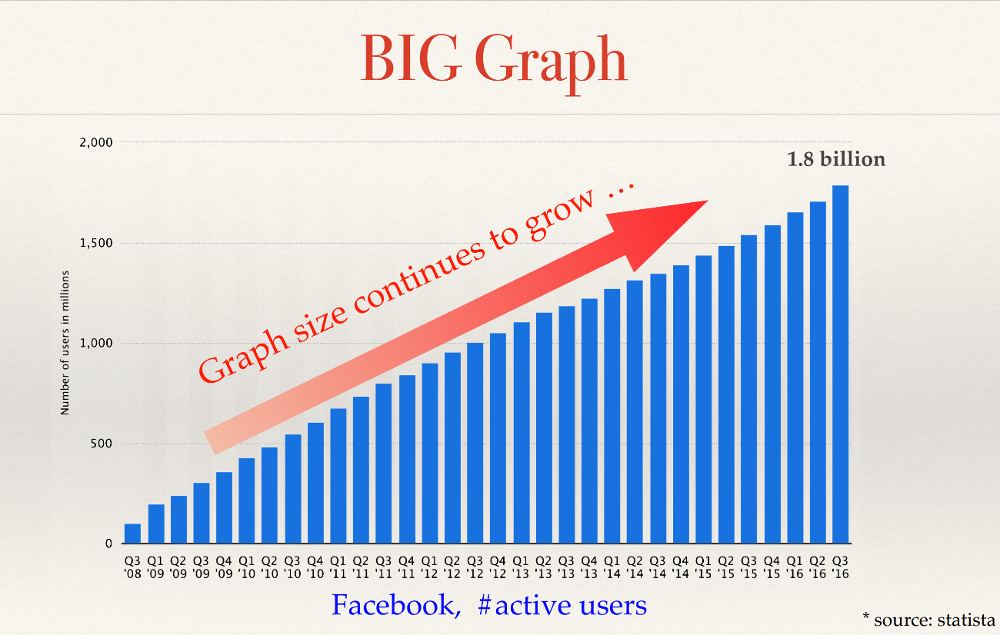 BIG Graph
2,000
1.8 billion
Graph size continues to grow …
1,500
1,000
500
0
Number of users in millions
Q3 '08
Q1 '09
Q2 '09
Q3 '09
Q4 '09
Q1 '10
Q2 '10
Q3 '10
Q4 '10
Q1 '11
Q2 '11
Q3 '11
Q4 '11
Q1 '12
Q2 '12
Q3 '12
Q4 '12
Q1 '13
Q2 '13
Q3 '13
Q4 '13
Q1 '14
Q2 '14
Q3 '14
Q4 '14
Q1 '15
Q2 '15
Q3 '15
Q4 '15
Q1 '16
Q2 '16
Q3 '16
Facebook, #active users
* source: statista